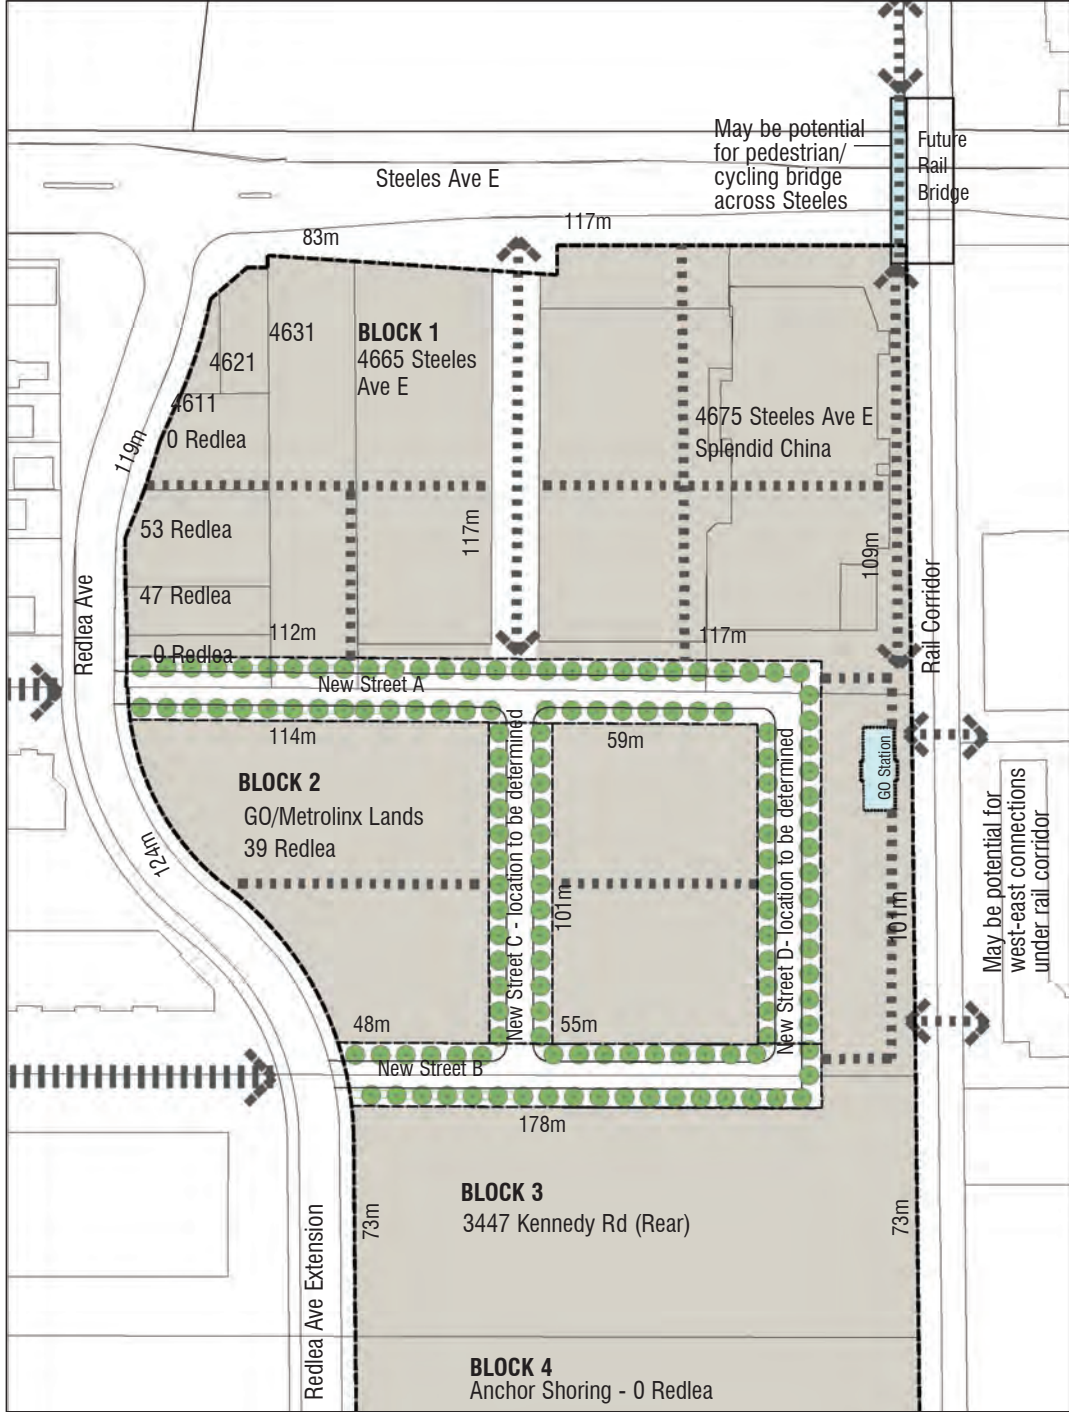 May be potential
for pedestrian/
cycling bridge
across Steeles
Future
Rail
Bridge
Steeles Ave E
117m
83m
4631
BLOCK 1
4665 Steeles
Ave E
4621
4611
0 Redlea
119m
4675 Steeles Ave E
Splendid China
53 Redlea
117m
109m
47 Redlea
Redlea Ave
Rail Corridor
112m
117m
0 Redlea
New Street A
114m
59m
BLOCK 2
GO/Metrolinx Lands
39 Redlea
124m
New Street C - location to be determined
101m
New Street D- location to be determined
GO Station
101m
May be potential for
west-east connections
under rail corridor
48m
55m
New Street B
178m
BLOCK 3
3447 Kennedy Rd (Rear)
73m
73m
Redlea Ave Extension
BLOCK 4
Anchor Shoring - 0 Redlea